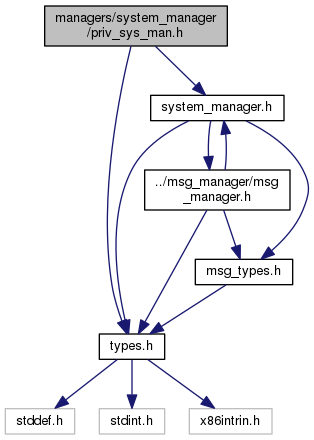 managers/system_manager
/priv_sys_man.h
system_manager.h
../msg_manager/msg
_manager.h
msg_types.h
types.h
stddef.h
stdint.h
x86intrin.h